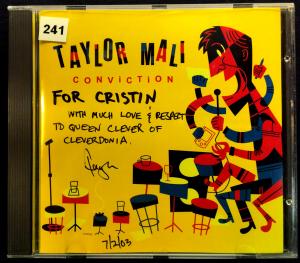 241
TAYLOR MALI
CONVICTION
FOR CRISTIN
WITH MUCH LOVE & RESPECT
TO QUEEN CLEVER OF
CLEVERDONIA.
7/2/03